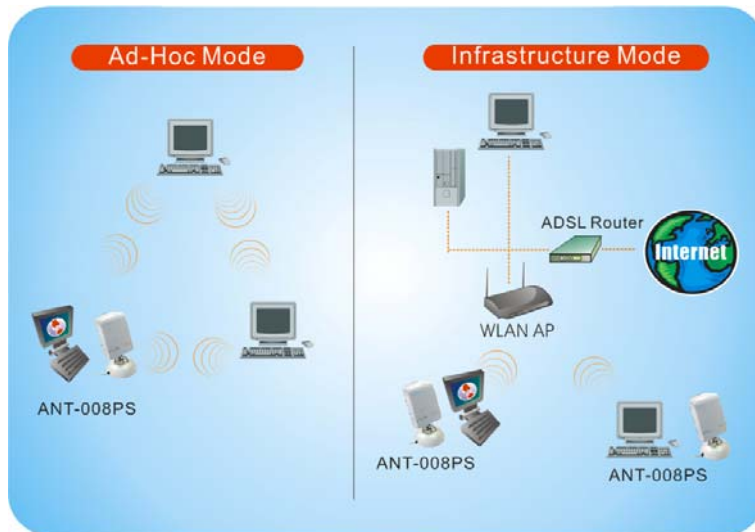 Ad-Hoc Mode
ANT-008PS
Infrastructure Mode
ADSL Router
Internet
WLAN AP
ANT-008PS
ANT-008PS